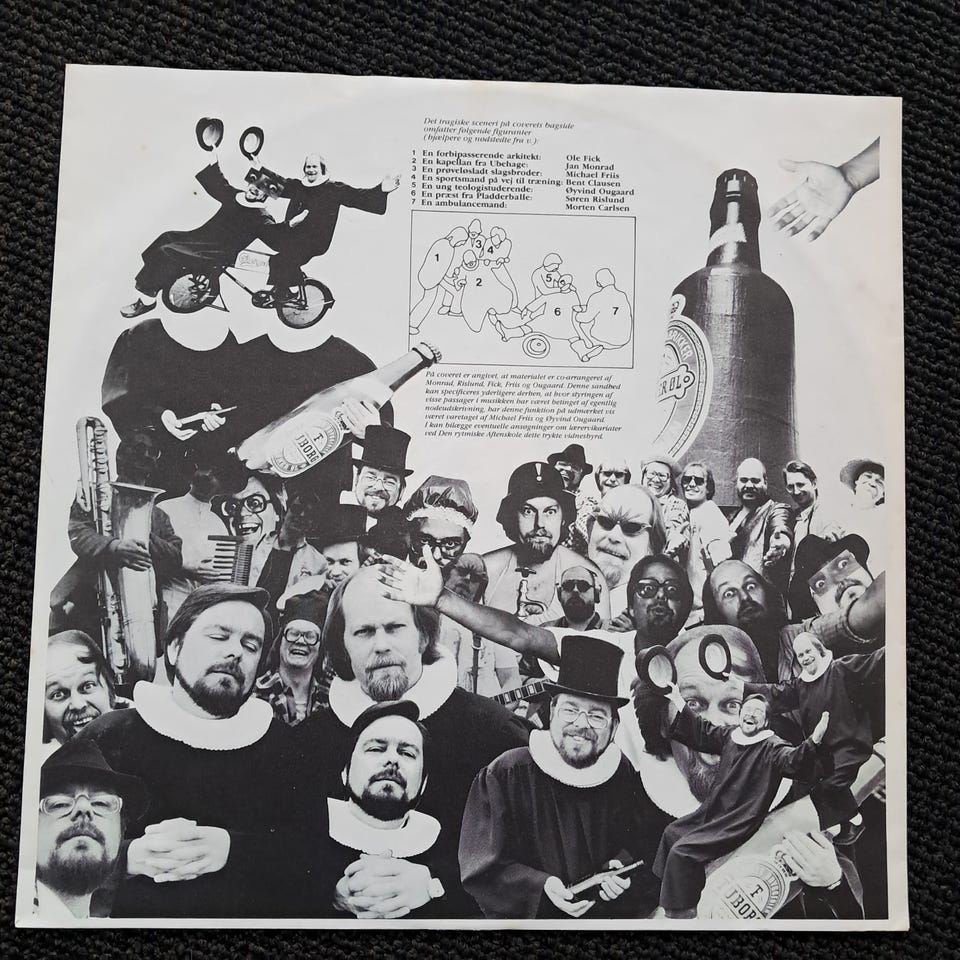 Det tragiske sceneri på coverets bagside
omfatter følgende figuranter
(hjælpere og nødstedte fra v.):
1 En forbipasserende arkitekt: Ole Fick
2 En kapellan fra Ubehage: Jan Monrad
3 En prøveløsladt slagsbroder: Michael Friis
4 En sportsmand på vej til træning: Bent Clausen
5 En ung teologistuderende: Øyvind Ougaard
6 En præst fra Pladderballe: Søren Rislund
7 En ambulancemand: Morten Carlsen
1
3
4
2
5
6
7
På coveret er angivet, at materialet er co-arrangeret af
Monrad, Rislund, Fick, Friis og Ougaard. Denne sandhed
kan specificeres yderligere derhen, at hvor styringen af
visse passager i musikken har været betinget af egentlig
nodeudskrivning, har denne funktion på udmærket vis
været varetaget af Michael Friis og Øyvind Ougaard.
I kan bilægge eventuelle ansøgninger om lærervikariater
ved Den rytmiske Aftenskole dette trykte vidnesbyrd.
T
TUBORG
ER ØL
T
TUBORG